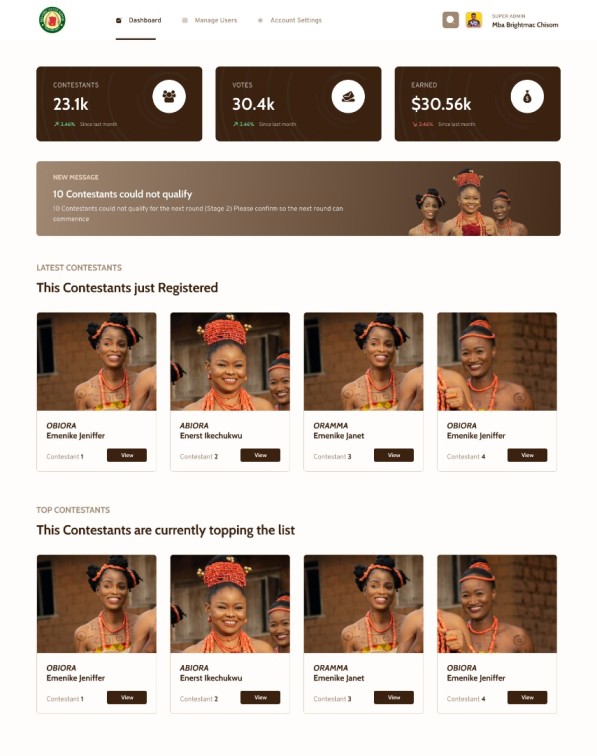 Dashboard
Manage Users
Account Settings
SUPER ADMIN
Mba Brightmac Chisom
CONTESTANTS
23.1k
3.46% Since last month
VOTES
30.4k
3.46% Since last month
EARNED
$30.56k
3.46% Since last month
NEW MESSAGE
10 Contestants could not qualify
10 Contestants could not qualify for the next round (Stage 2) Please confirm so the next round can
commennce
LATEST CONTESTANTS
This Contestants just Registered
OBIORA
Emenike Jeniffer
Contestant 1
View
ABIORA
Enerst Ikechukwu
Contestant 2
View
ORAMMA
Emenike Janet
Contestant 3
View
OBIORA
Emenike Jeniffer
Contestant 4
View
TOP CONTESTANTS
This Contestants are currently topping the list
OBIORA
Emenike Jeniffer
Contestant 1
View
ABIORA
Enerst Ikechukwu
Contestant 2
View
ORAMMA
Emenike Janet
Contestant 3
View
OBIORA
Emenike Jeniffer
Contestant 4
View